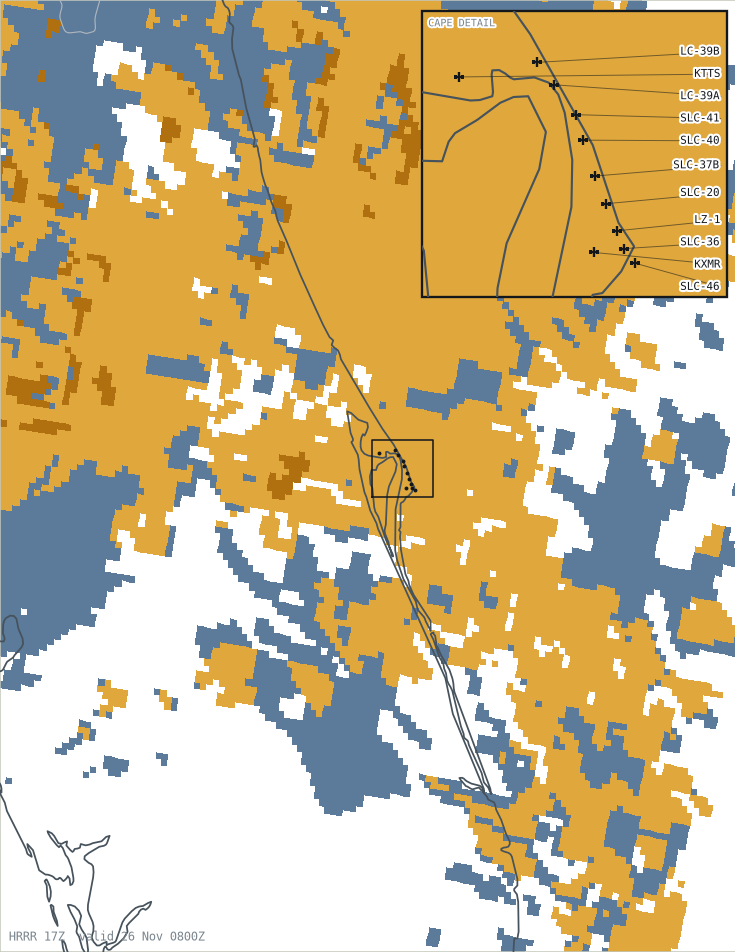 CAPE DETAIL
LC-39B
KTTS
LC-39A
SLC-41
SLC-40
SLC-37B
SLC-20
LZ-1
SLC-36
KXMR
SLC-46
HRRR 17Z valid 26 Nov 0800Z